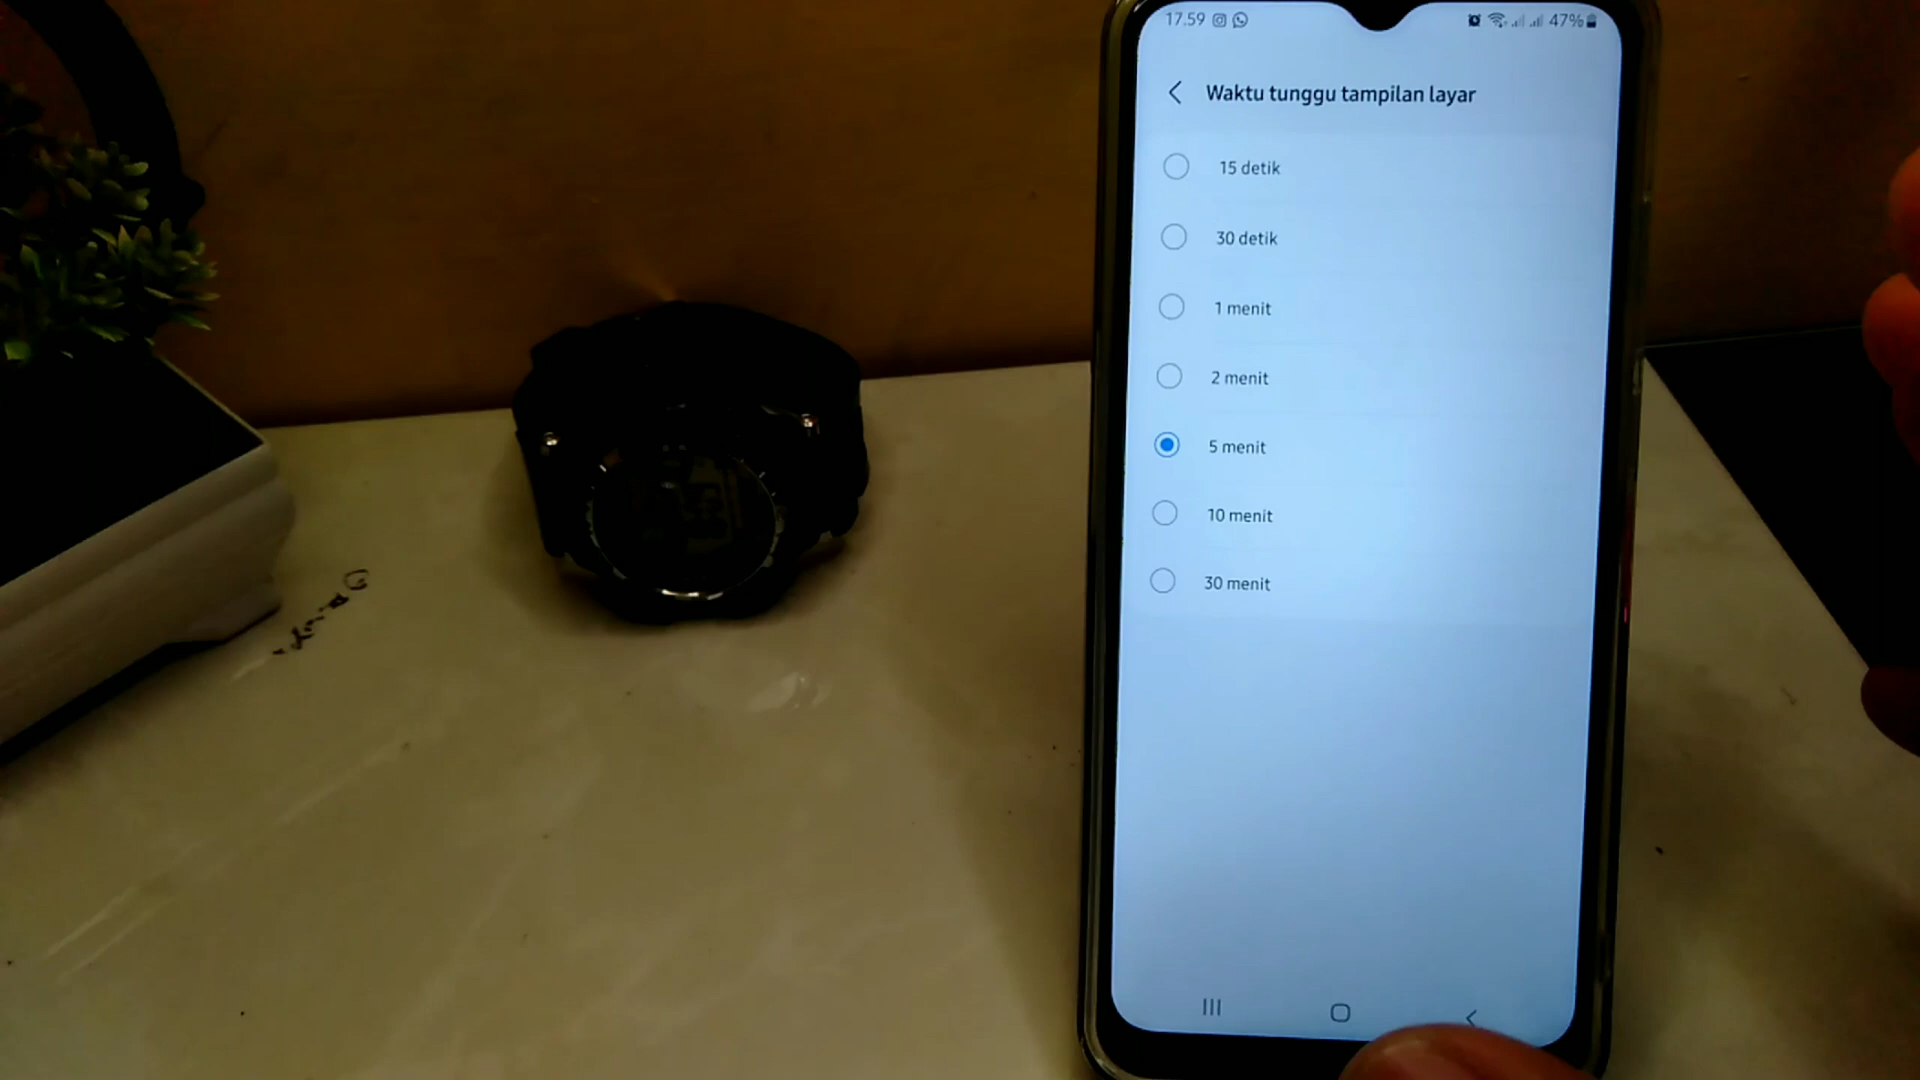 17.59 47%
Waktu tunggu tampilan layar
15 detik
30 detik
1 menit
2 menit
5 menit
10 menit
30 menit